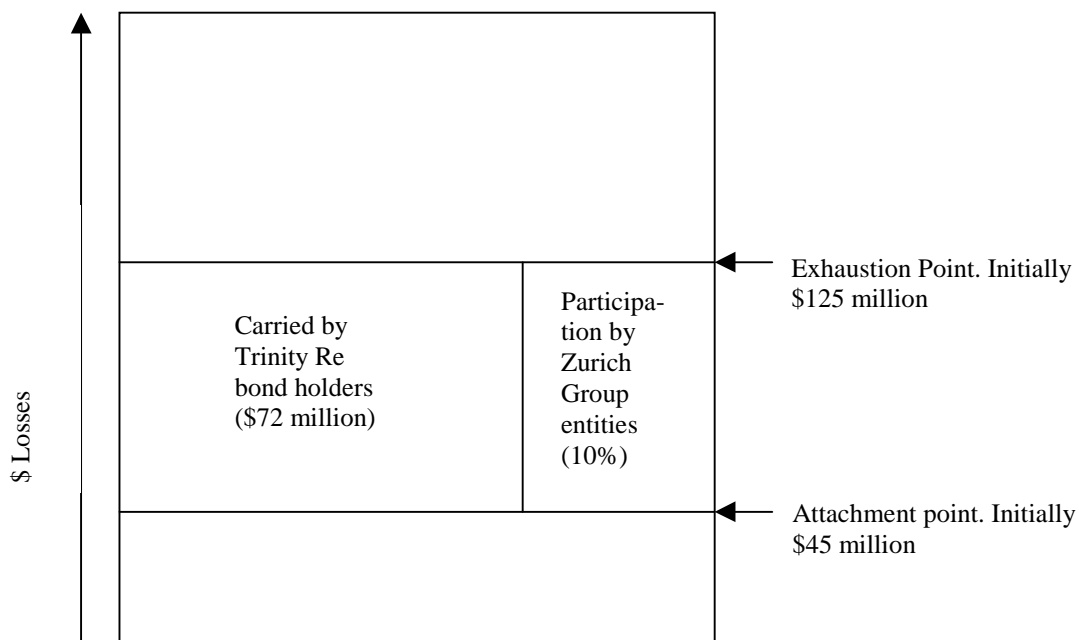 $ Losses
Carried by
Trinity Re
bond holders
($72 million)
Participa-
tion by
Zurich
Group
entities
(10%)
Exhaustion Point. Initially
$125 million
Attachment point. Initially
$45 million